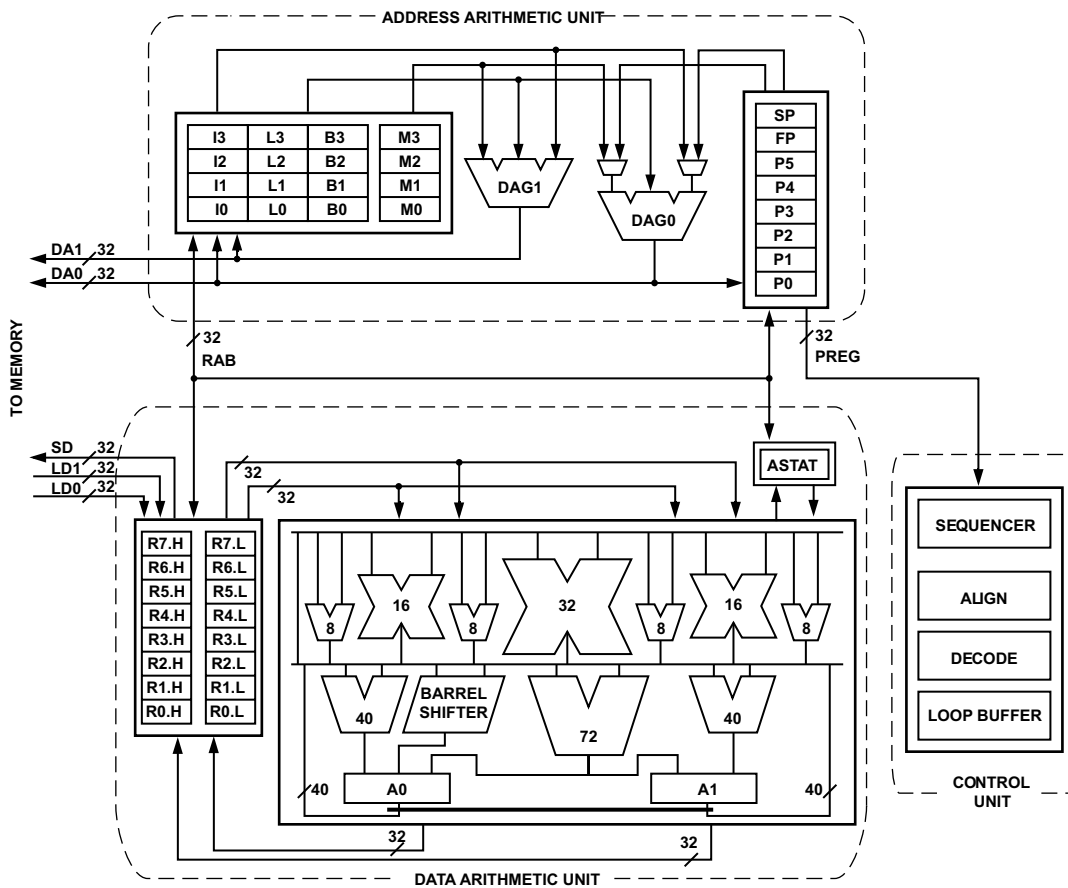 ADDRESS ARITHMETIC UNIT
SP
I3 L3 B3 M3 FP
I2 L2 B2 M2 P5
I1 L1 B1 M1 DAG1 P4
I0 L0 B0 M0 DAG0 P3
P2
DA1 32 P1
DA0 32 P0
32 32
RAB PREG
TO MEMORY
SD 32
LD1 32
LD0 32
32
32
ASTAT
SEQUENCER
R7.H R7.L
R6.H R6.L
R5.H R5.L
R4.H R4.L
R3.H R3.L
R2.H R2.L
R1.H R1.L
R0.H R0.L
16 32 16
8 8 8 8
ALIGN
DECODE
LOOP BUFFER
40 BARREL SHIFTER 72 40
40 A0 A1 40
32
32
CONTROL
UNIT
DATA ARITHMETIC UNIT